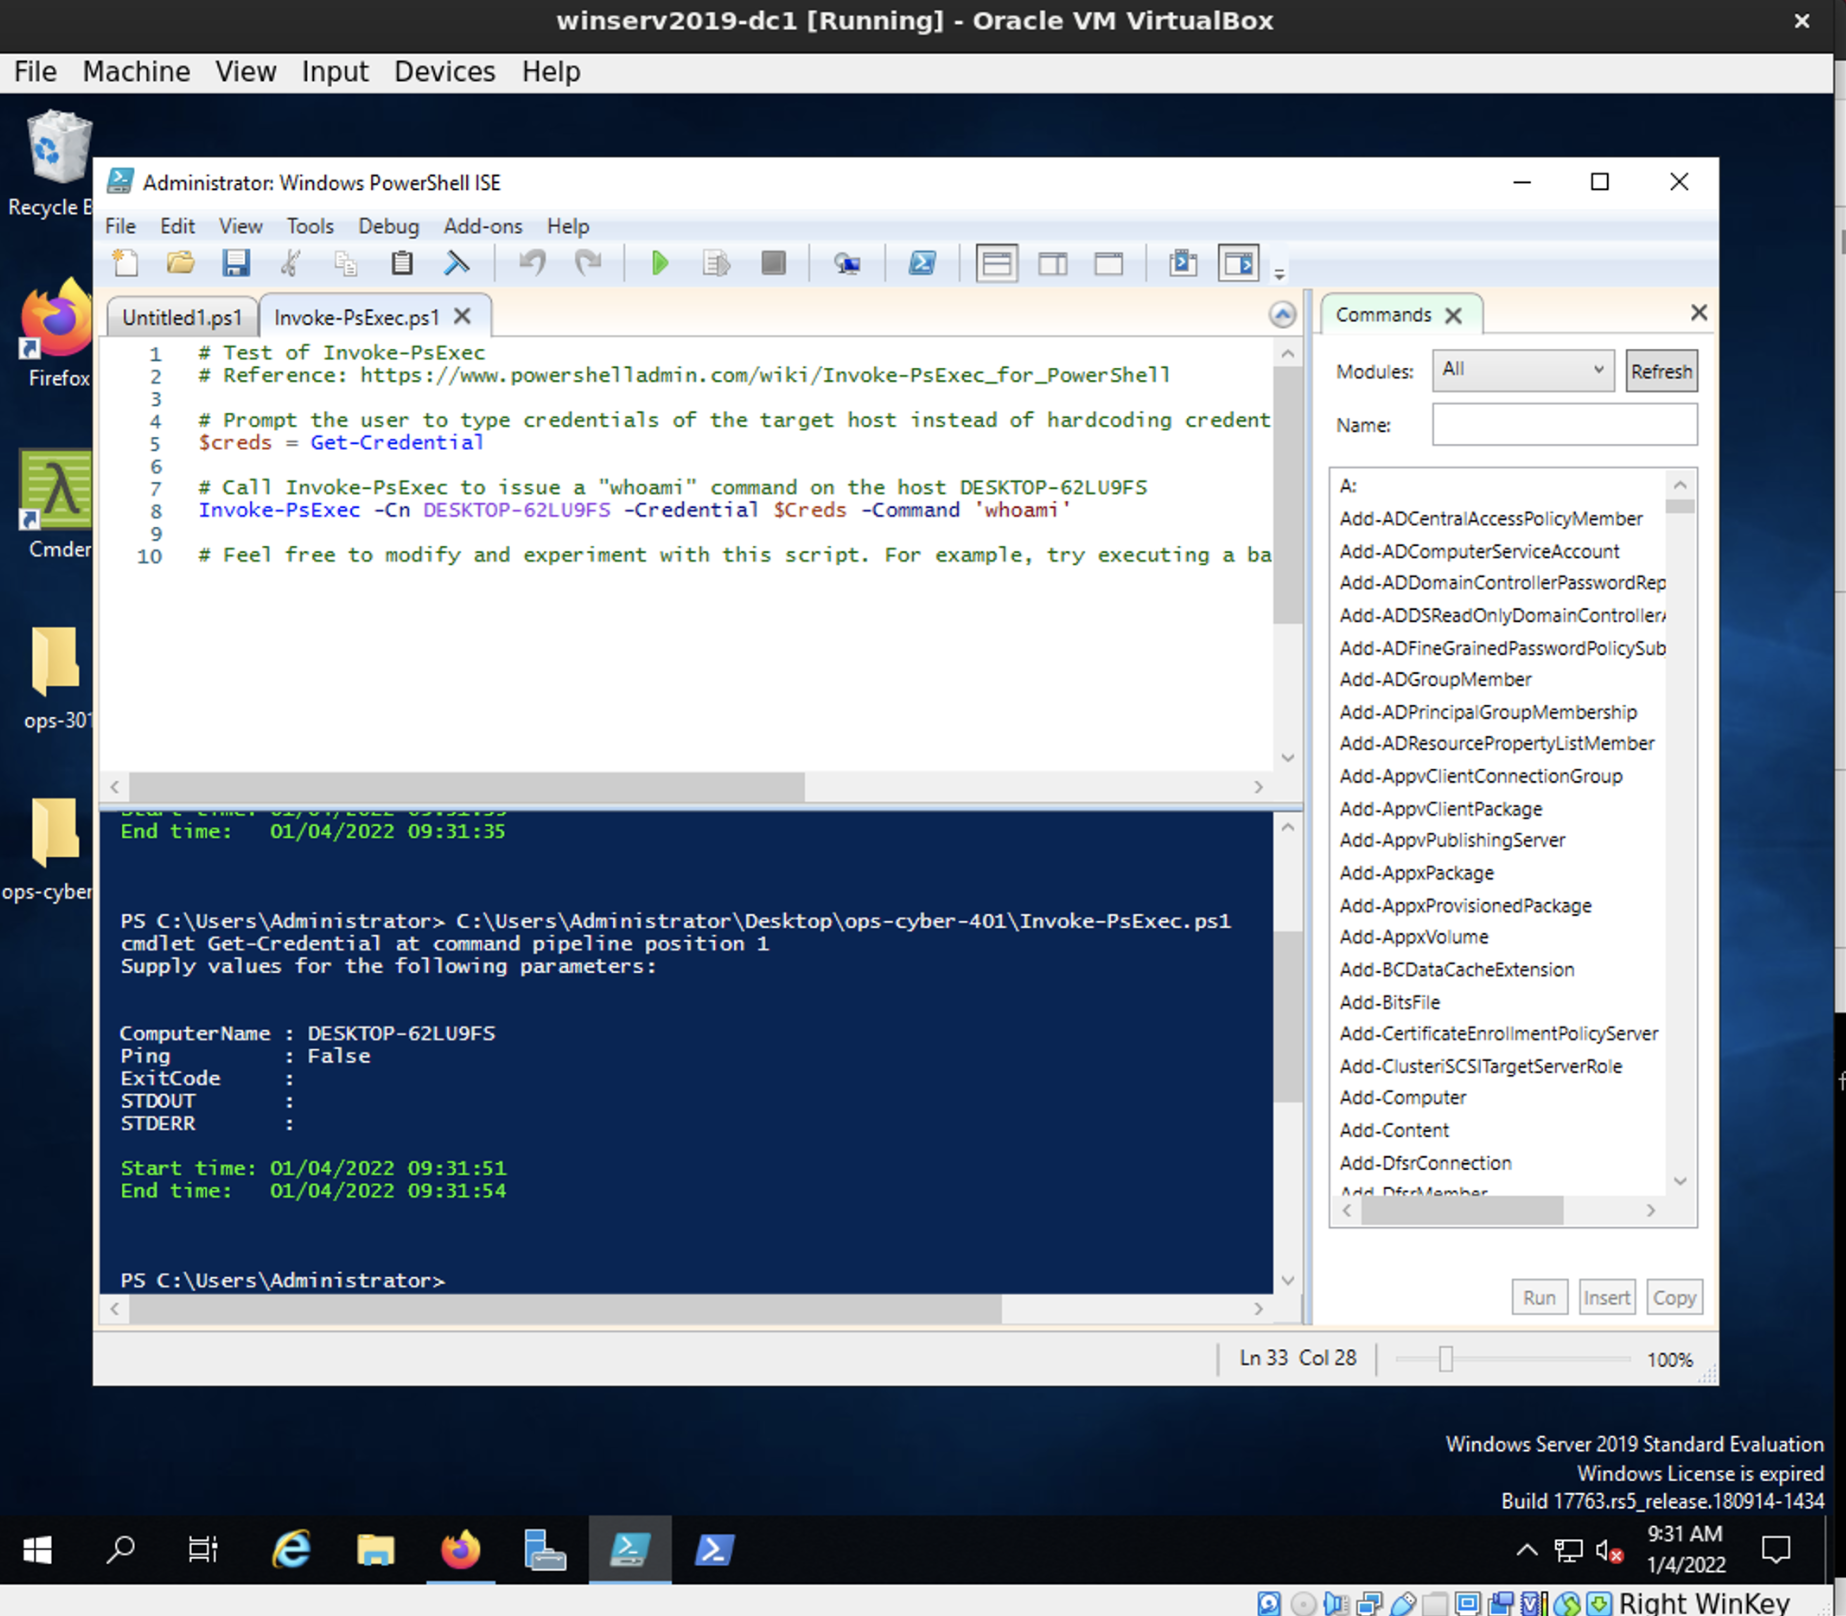 winserv2019-dc1 [Running] - Oracle VM VirtualBox
File Machine View Input Devices Help
Recycle B
Firefox
Cmder
ops-301
ops-cyber
Administrator: Windows PowerShell ISE
File Edit View Tools Debug Add-ons Help
Untitled1.ps1 Invoke-PsExec.ps1
1 # Test of Invoke-PsExec
2 # Reference: https://www.powershelladmin.com/wiki/Invoke-PsExec_for_PowerShell
3
4 # Prompt the user to type credentials of the target host instead of hardcoding credent
5 $creds = Get-Credential
6
7 # Call Invoke-PsExec to issue a "whoami" command on the host DESKTOP-62LU9FS
8 Invoke-PsExec -Cn DESKTOP-62LU9FS -Credential $Creds -Command 'whoami'
9
10 # Feel free to modify and experiment with this script. For example, try executing a ba
End time: 01/04/2022 09:31:35
PS C:\Users\Administrator> C:\Users\Administrator\Desktop\ops-cyber-401\Invoke-PsExec.ps1
cmdlet Get-Credential at command pipeline position 1
Supply values for the following parameters:
ComputerName : DESKTOP-62LU9FS
Ping : False
ExitCode :
STDOUT :
STDERR :
Start time: 01/04/2022 09:31:51
End time: 01/04/2022 09:31:54
PS C:\Users\Administrator>
Commands
Modules: All Refresh
Name:
A:
Add-ADCentralAccessPolicyMember
Add-ADComputerServiceAccount
Add-ADDomainControllerPasswordRep
Add-ADDSReadOnlyDomainController
Add-ADFineGrainedPasswordPolicySub
Add-ADGroupMember
Add-ADPrincipalGroupMembership
Add-ADResourcePropertyListMember
Add-AppvClientConnectionGroup
Add-AppvClientPackage
Add-AppvPublishingServer
Add-AppxPackage
Add-AppxProvisionedPackage
Add-AppxVolume
Add-BCDataCacheExtension
Add-BitsFile
Add-CertificateEnrollmentPolicyServer
Add-ClusteriSCSITargetServerRole
Add-Computer
Add-Content
Add-DfsrConnection
Add-DfsrMember
Run Insert Copy
Ln 33 Col 28 100%
Windows Server 2019 Standard Evaluation
Windows License is expired
Build 17763.rs5_release.180914-1434
9:31 AM
1/4/2022
Right WinKey